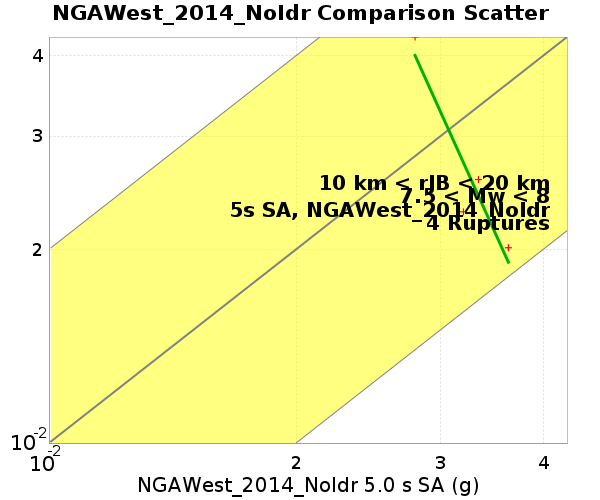 NGAWest_2014_NoIdr Comparison Scatter
4
3
2
10-2
10 km < rJB < 20 km
7.5 < Mw < 8
5s SA, NGAWest_2014_NoIdr
4 Ruptures
10-2
2
3
4
NGAWest_2014_NoIdr 5.0 s SA (g)